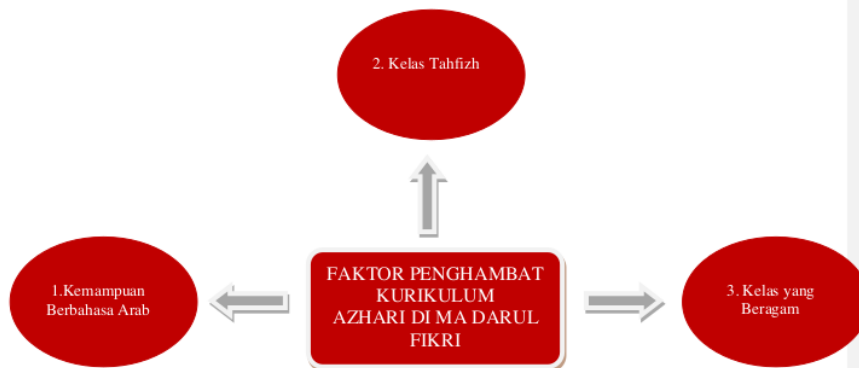 2. Kelas Tahfizh
1.Kemampuan
Berbahasa Arab
FAKTOR PENGHAMBAT
KURIKULUM
AZHARI DI MA DARUL
FIKRI
3. Kelas yang
Beragam